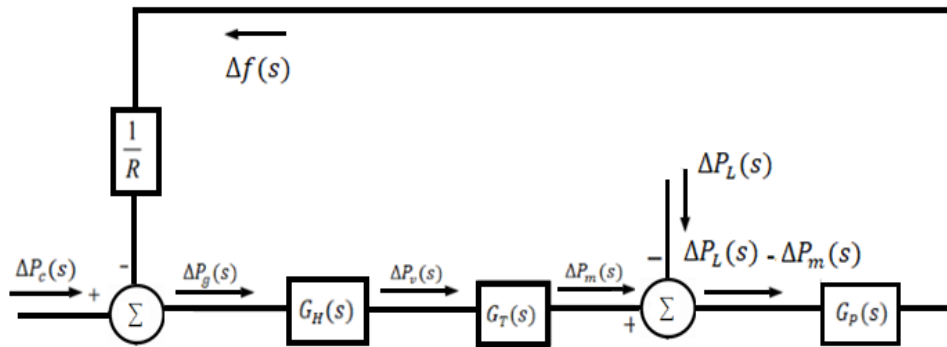 Δf(s)
1
R
ΔP_L(s)
-
-
ΔP_L(s) - ΔP_m(s)
ΔP_c(s)
+
ΔP_g(s)
ΔP_v(s)
ΔP_m(s)
Σ
G_H(s)
G_T(s)
+
Σ
G_P(s)